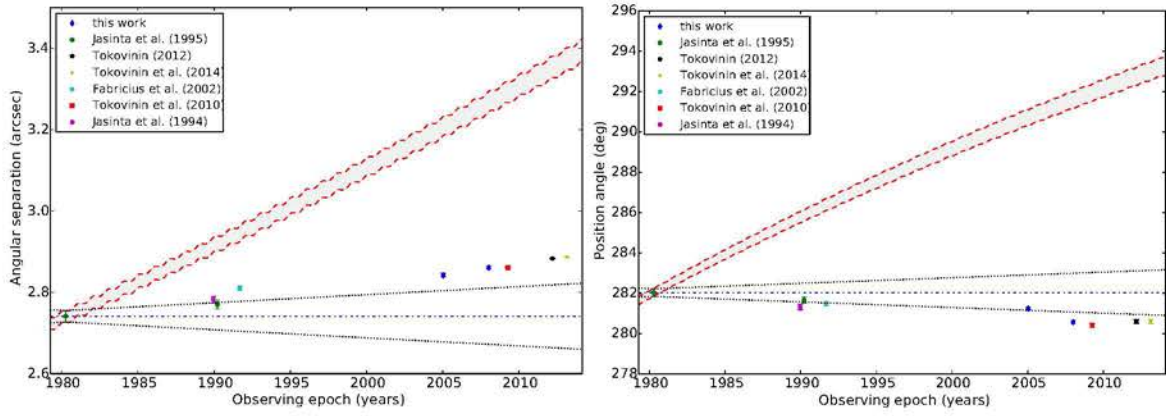 3.4
3.2
3.0
2.8
2.6
Angular separation (arcsec)
this work
Jasinta et al. (1995)
Tokovinin (2012)
Tokovinin et al. (2014)
Fabricius et al. (2002)
Tokovinin et al. (2010)
Jasinta et al. (1994)
1980 1985 1990 1995 2000 2005 2010
Observing epoch (years)
296
294
292
290
288
286
284
282
280
278
Position angle (deg)
this work
Jasinta et al. (1995)
Tokovinin (2012)
Tokovinin et al. (2014)
Fabricius et al. (2002)
Tokovinin et al. (2010)
Jasinta et al. (1994)
1980 1985 1990 1995 2000 2005 2010
Observing epoch (years)